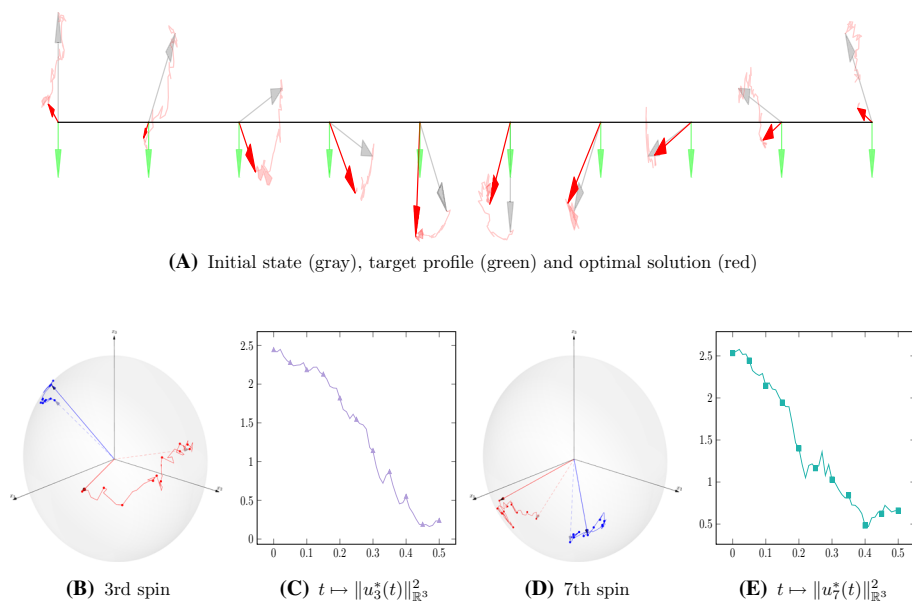 (A) Initial state (gray), target profile (green) and optimal solution (red)
2.5
2
1.5
1
0.5
0
0 0.1 0.2 0.3 0.4 0.5
2.5
2
1.5
1
0.5
0 0.1 0.2 0.3 0.4 0.5
(B) 3rd spin
(C) t ↦ ‖u₃*(t)‖²_ℝ³
(D) 7th spin
(E) t ↦ ‖u₇*(t)‖²_ℝ³